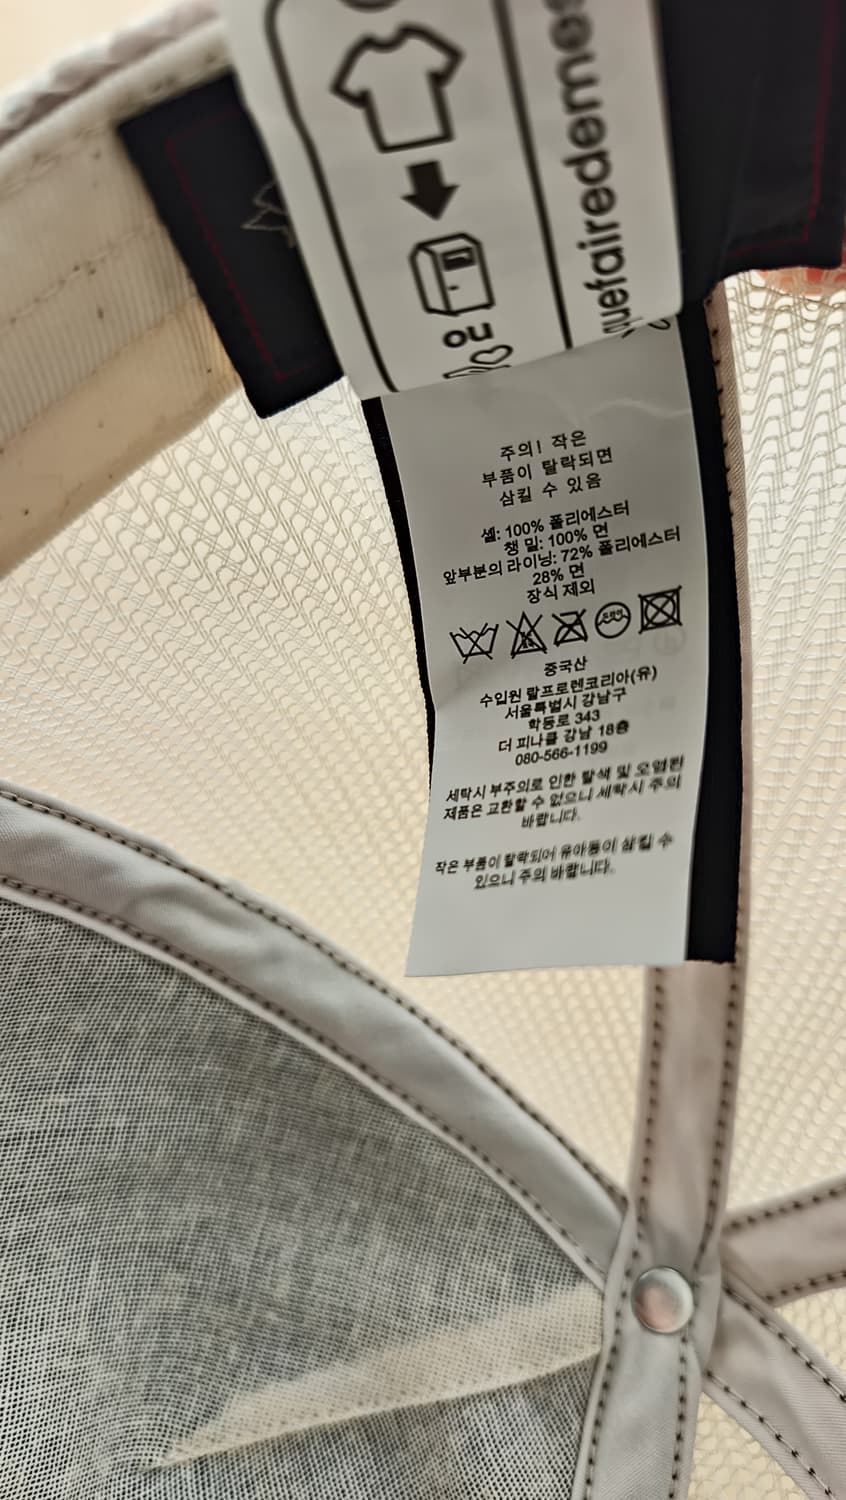 quefairedemes
OU
주의! 작은
부품이 탈락되면
삼킬 수 있음
셸: 100% 폴리에스터
챙 밑: 100% 면
앞부분의 라이닝: 72% 폴리에스터
28% 면
장식 제외
중국산
수입원 랄프로렌코리아(유)
서울특별시 강남구
학동로 343
더 피나클 강남 18층
080-566-1199
세탁시 부주의로 인한 탈색 및 오염된
제품은 교환할 수 없으니 세탁시 주의
바랍니다.
작은 부품이 탈락되어 유아등이 삼킬 수
있으니 주의 바랍니다.